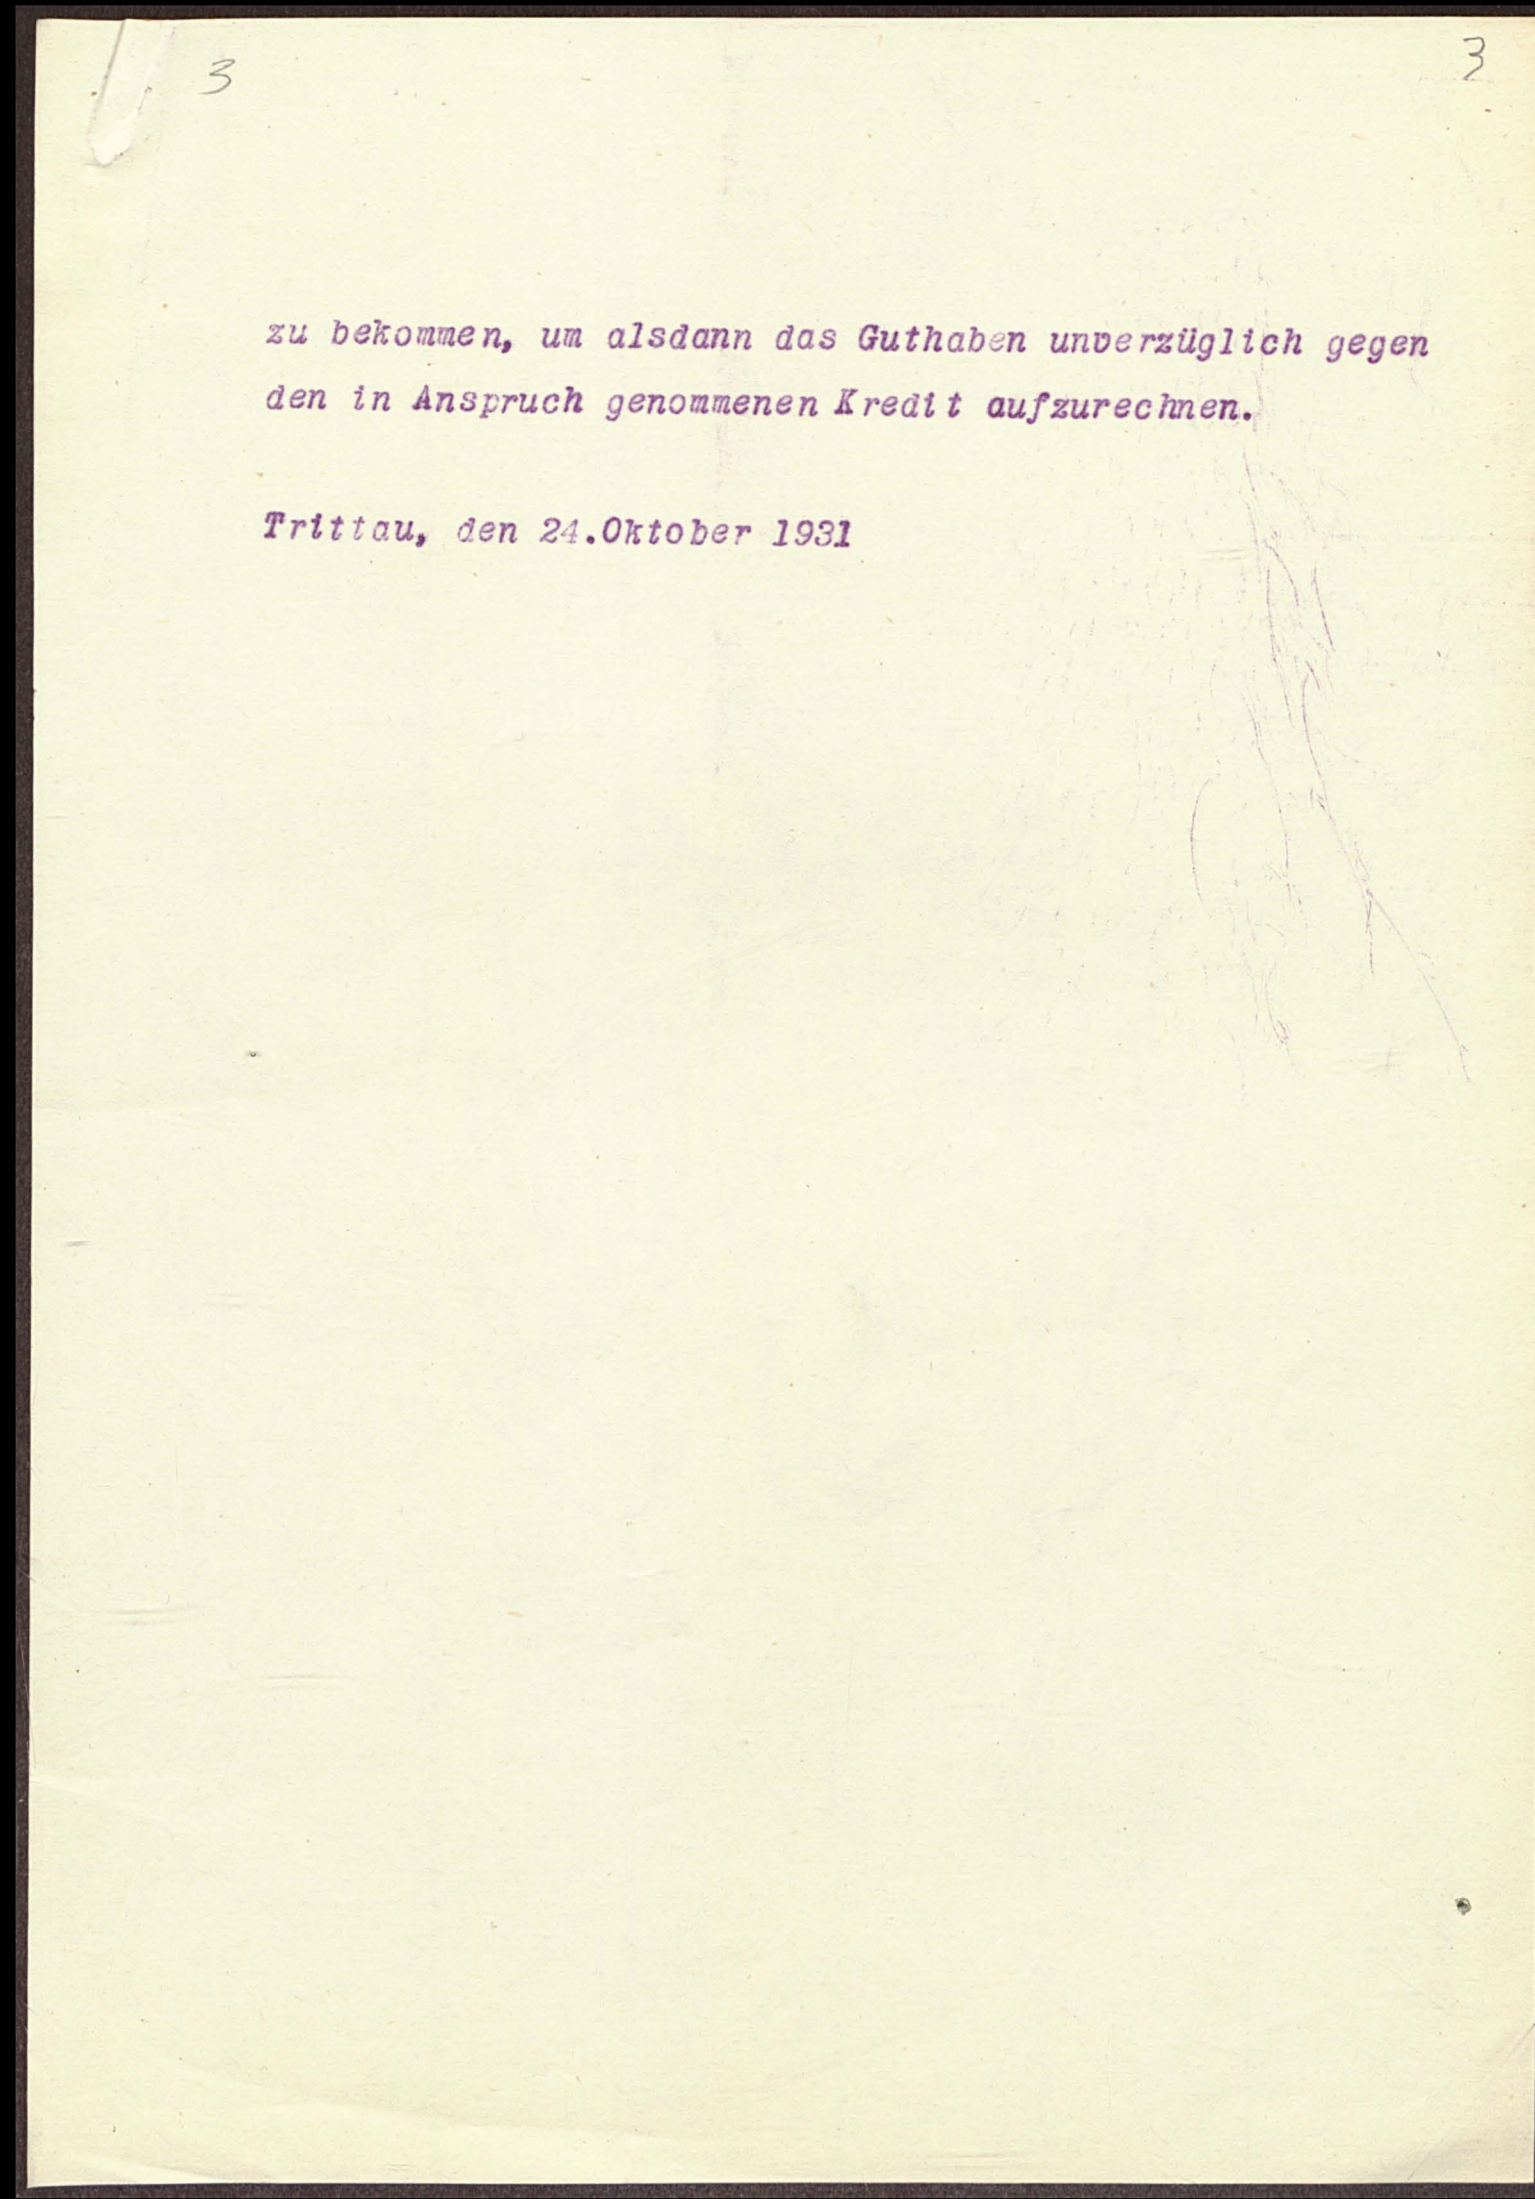 3 3
zu bekommen, um alsdann das Guthaben unverzüglich gegen
den in Anspruch genommenen Kredit aufzurechnen.
Trittau, den 24.Oktober 1931